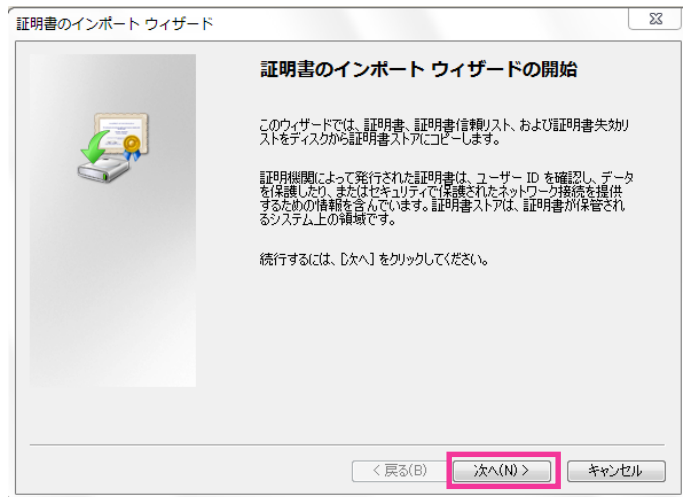 証明書のインポート ウィザード
証明書のインポート ウィザードの開始
このウィザードでは、証明書、証明書信頼リスト、および証明書失効リ
ストをディスクから証明書ストアにコピーします。
証明機関によって発行された証明書は、ユーザー ID を確認し、データ
を保護したり、またはセキュリティで保護されたネットワーク接続を提供
するための情報を含んでいます。証明書ストアは、証明書が保管され
るシステム上の領域です。
続行するには、[次へ] をクリックしてください。
< 戻る(B) 次へ(N) > キャンセル